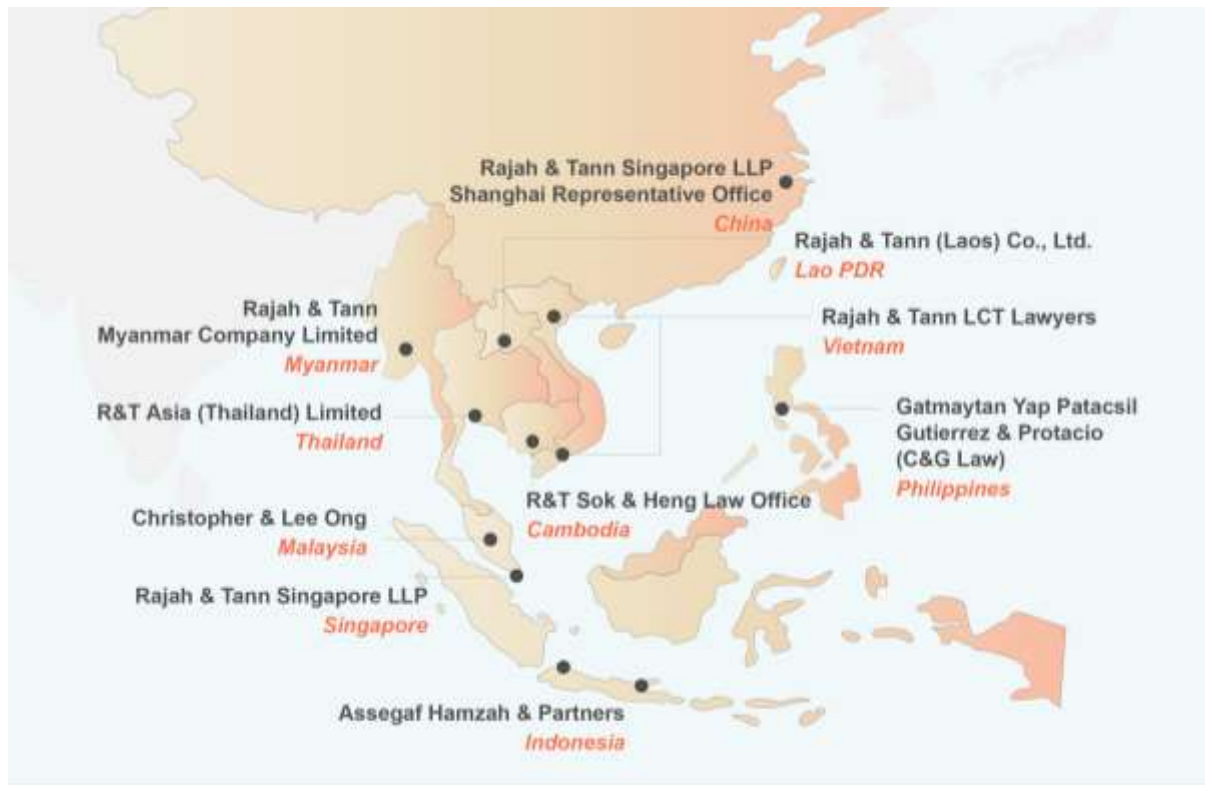 Rajah & Tann Singapore LLP
Shanghai Representative Office
China
Rajah & Tann (Laos) Co., Ltd.
Lao PDR
Rajah & Tann
Myanmar Company Limited
Myanmar
Rajah & Tann LCT Lawyers
Vietnam
R&T Asia (Thailand) Limited
Thailand
Gatmaytan Yap Patacsil
Gutierrez & Protacio
(C&G Law)
Philippines
R&T Sok & Heng Law Office
Cambodia
Christopher & Lee Ong
Malaysia
Rajah & Tann Singapore LLP
Singapore
Assegaf Hamzah & Partners
Indonesia